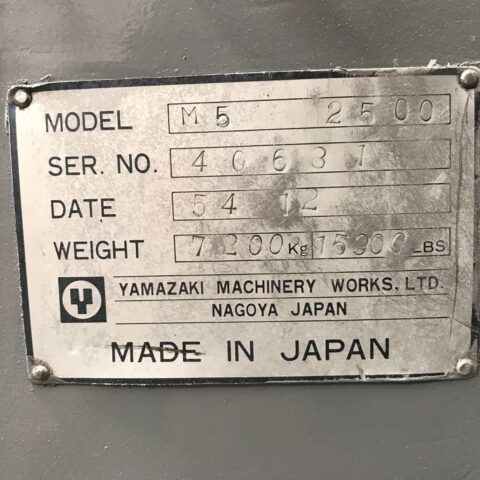 MODEL M5 2500
SER. NO. 40631
DATE 54 12
WEIGHT 7200Kg 15900LBS
Y YAMAZAKI MACHINERY WORKS, LTD.
NAGOYA JAPAN
MADE IN JAPAN